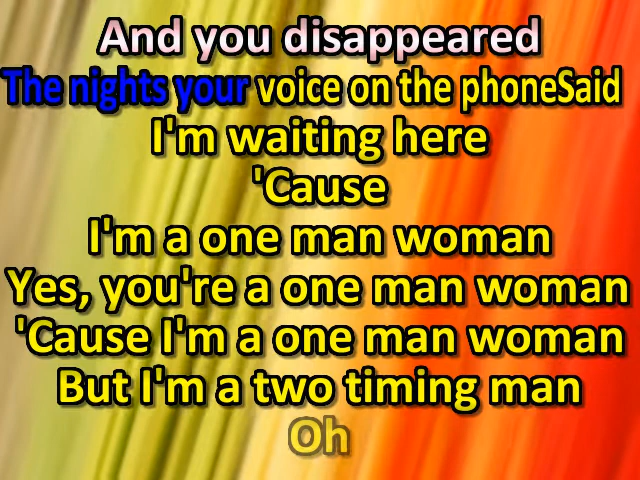 And you disappeared
The nights your voice on the phoneSaid
I'm waiting here
'Cause
I'm a one man woman
Yes, you're a one man woman
'Cause I'm a one man woman
But I'm a two timing man
Oh